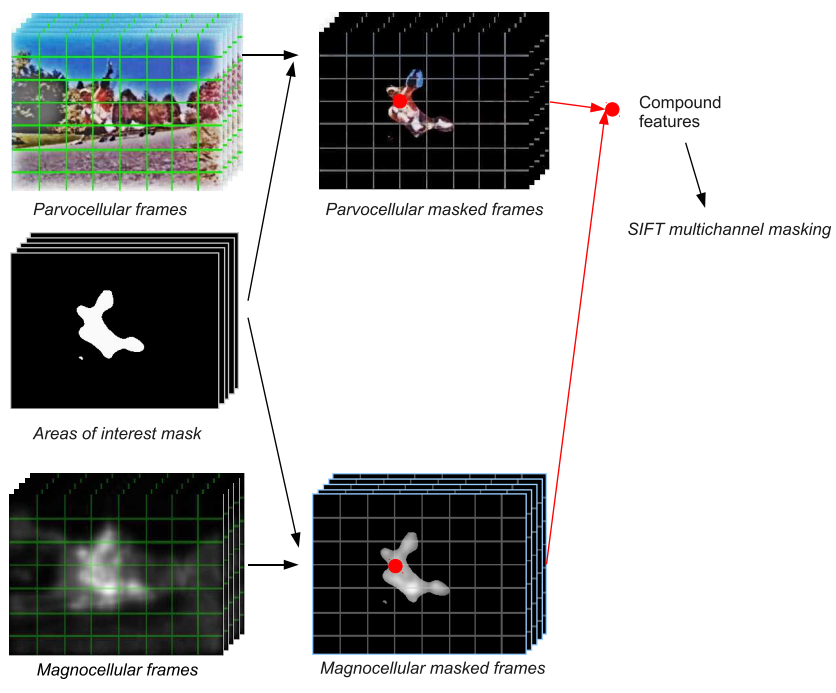 Parvocellular frames
Parvocellular masked frames
Compound
features
SIFT multichannel masking
Areas of interest mask
Magnocellular frames
Magnocellular masked frames